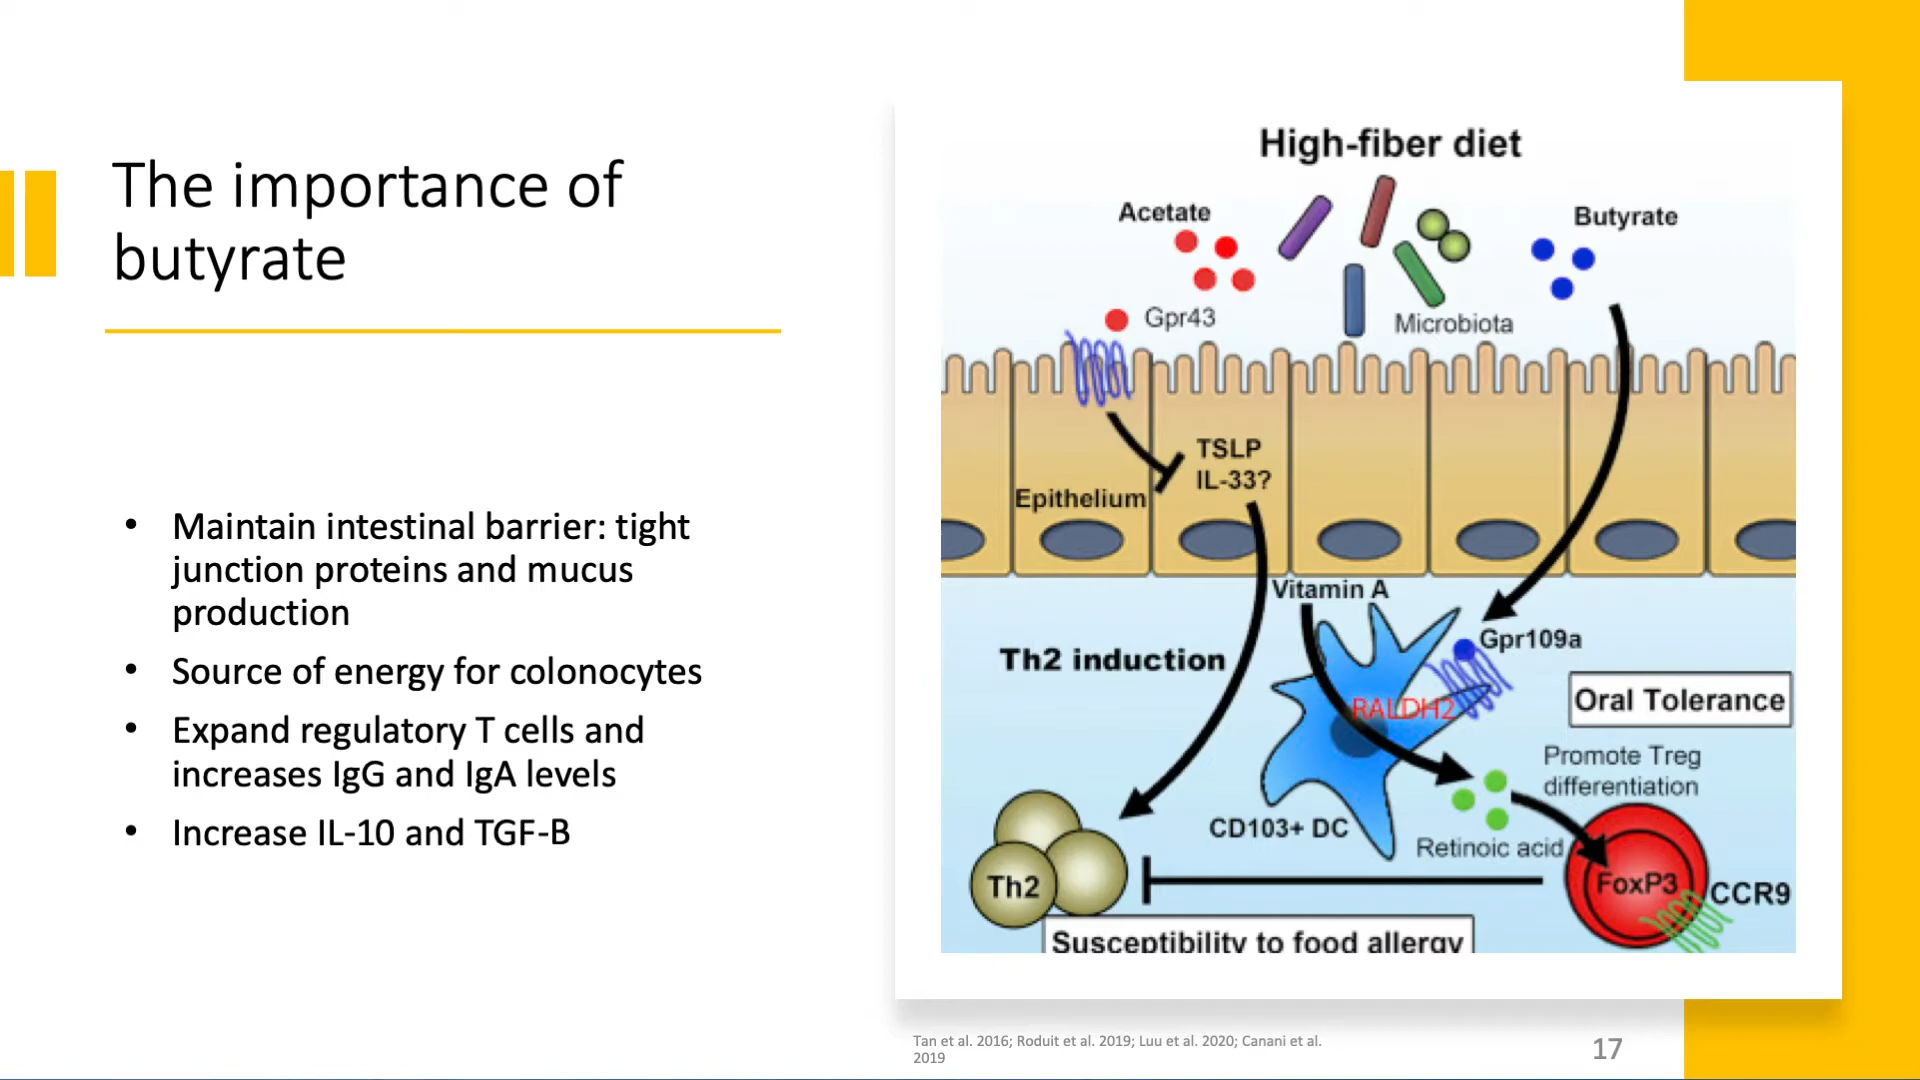 The importance of
butyrate
• Maintain intestinal barrier: tight
junction proteins and mucus
production
• Source of energy for colonocytes
• Expand regulatory T cells and
increases IgG and IgA levels
• Increase IL-10 and TGF-B
High-fiber diet
Acetate
Butyrate
Gpr43
Microbiota
TSLP
IL-33?
Epithelium
Vitamin A
Gpr109a
Th2 induction
RALDH2
Oral Tolerance
Promote Treg
differentiation
CD103+ DC
Retinoic acid
Th2
FoxP3
CCR9
Susceptibility to food allergy
Tan et al. 2016; Roduit et al. 2019; Luu et al. 2020; Canani et al.
2019
17